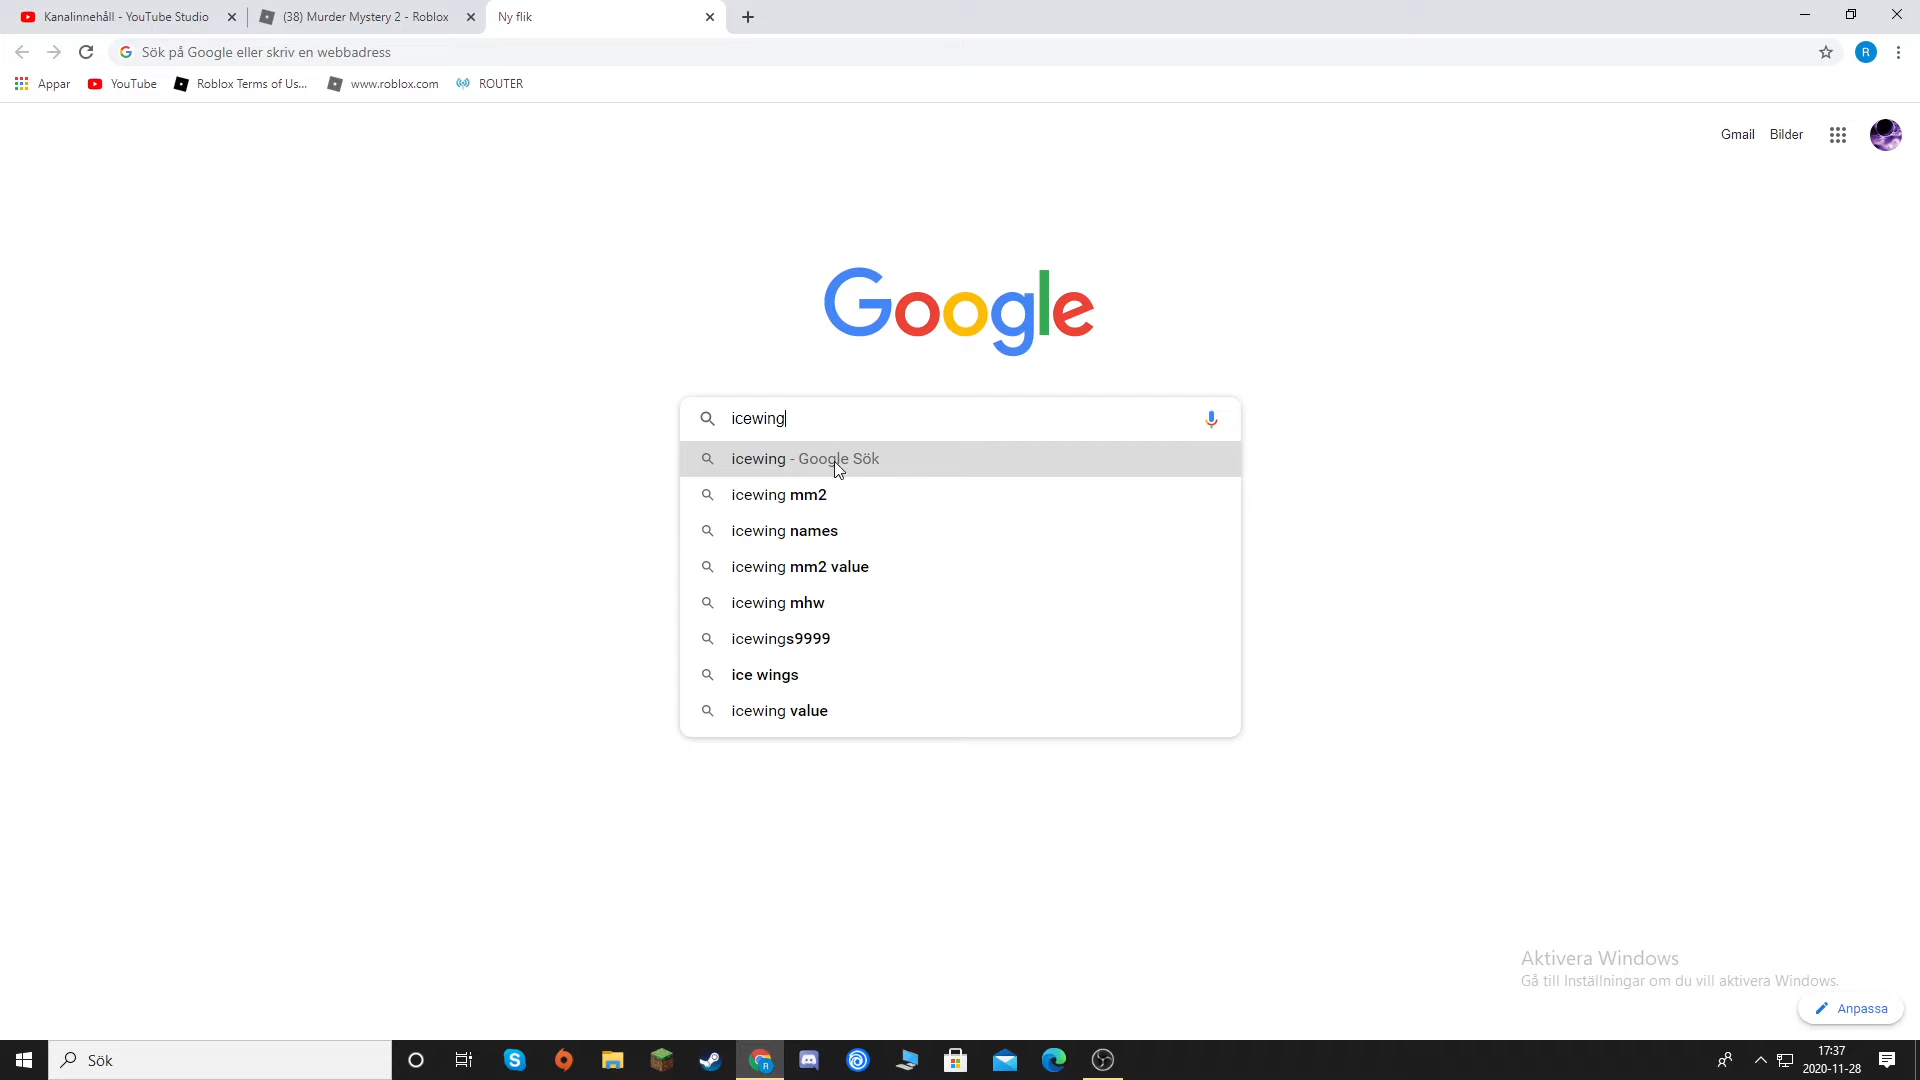 Kanalinnehåll - YouTube Studio
(38) Murder Mystery 2 - Roblox
Ny flik
Sök på Google eller skriv en webbadress
R
Appar
YouTube
Roblox Terms of Us...
www.roblox.com
ROUTER
Gmail
Bilder
Google
icewing
icewing - Google Sök
icewing mm2
icewing names
icewing mm2 value
icewing mhw
icewings9999
ice wings
icewing value
Aktivera Windows
Gå till Inställningar om du vill aktivera Windows.
Anpassa
Sök
17:37
2020-11-28